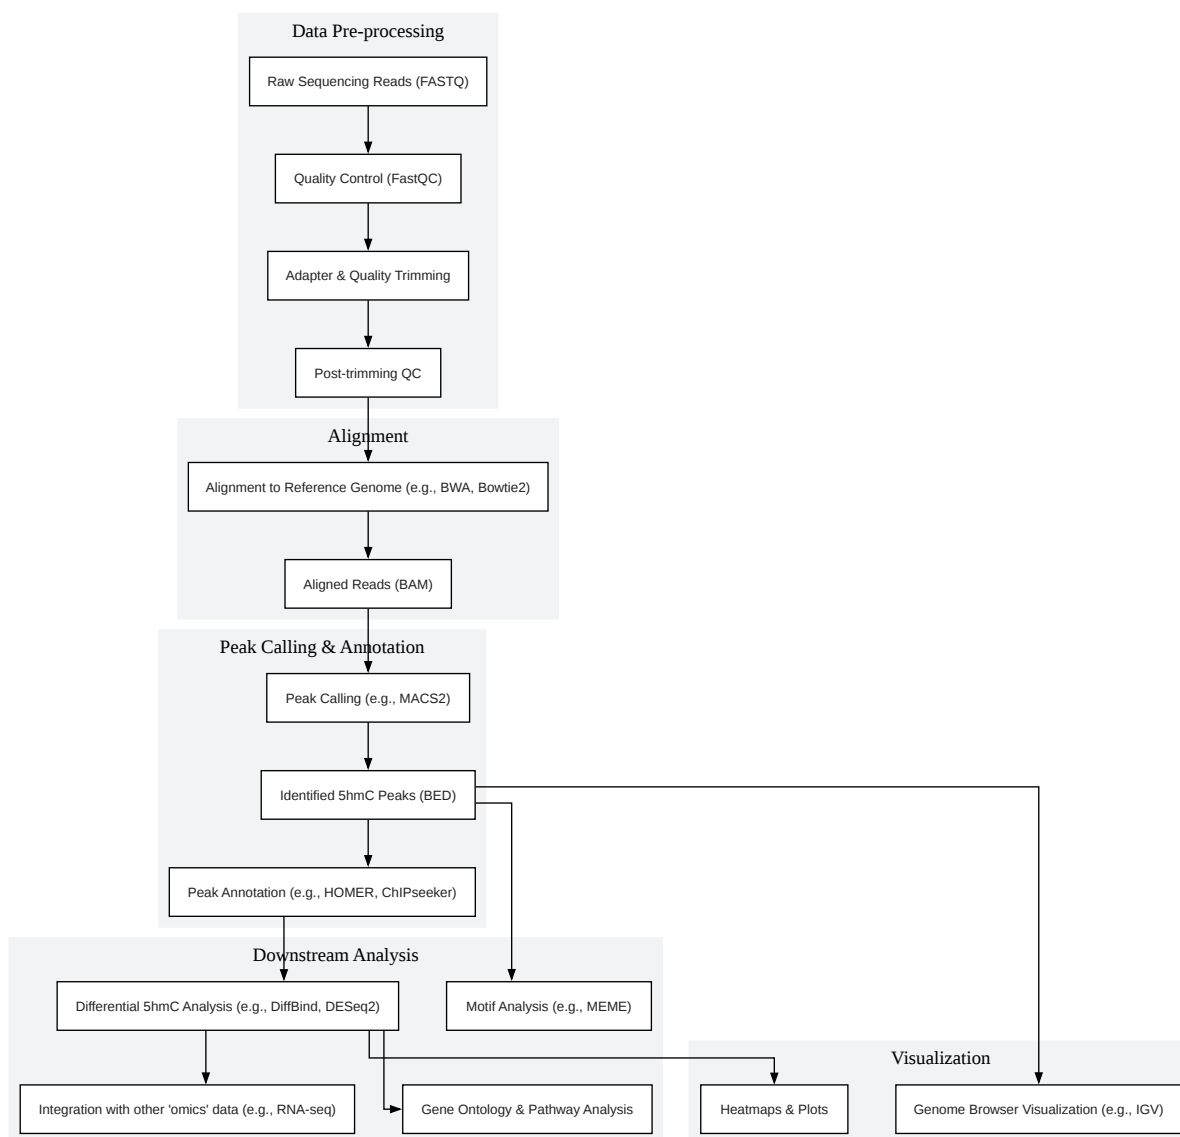 Data Pre-processing
Raw Sequencing Reads (FASTQ)
Quality Control (FastQC)
Adapter & Quality Trimming
Post-trimming QC
Alignment
Alignment to Reference Genome (e.g., BWA, Bowtie2)
Aligned Reads (BAM)
Peak Calling & Annotation
Peak Calling (e.g., MACS2)
Identified 5hmC Peaks (BED)
Peak Annotation (e.g., HOMER, ChIPseeker)
Downstream Analysis
Differential 5hmC Analysis (e.g., DiffBind, DESeq2)
Motif Analysis (e.g., MEME)
Integration with other 'omics' data (e.g., RNA-seq)
Gene Ontology & Pathway Analysis
Visualization
Heatmaps & Plots
Genome Browser Visualization (e.g., IGV)